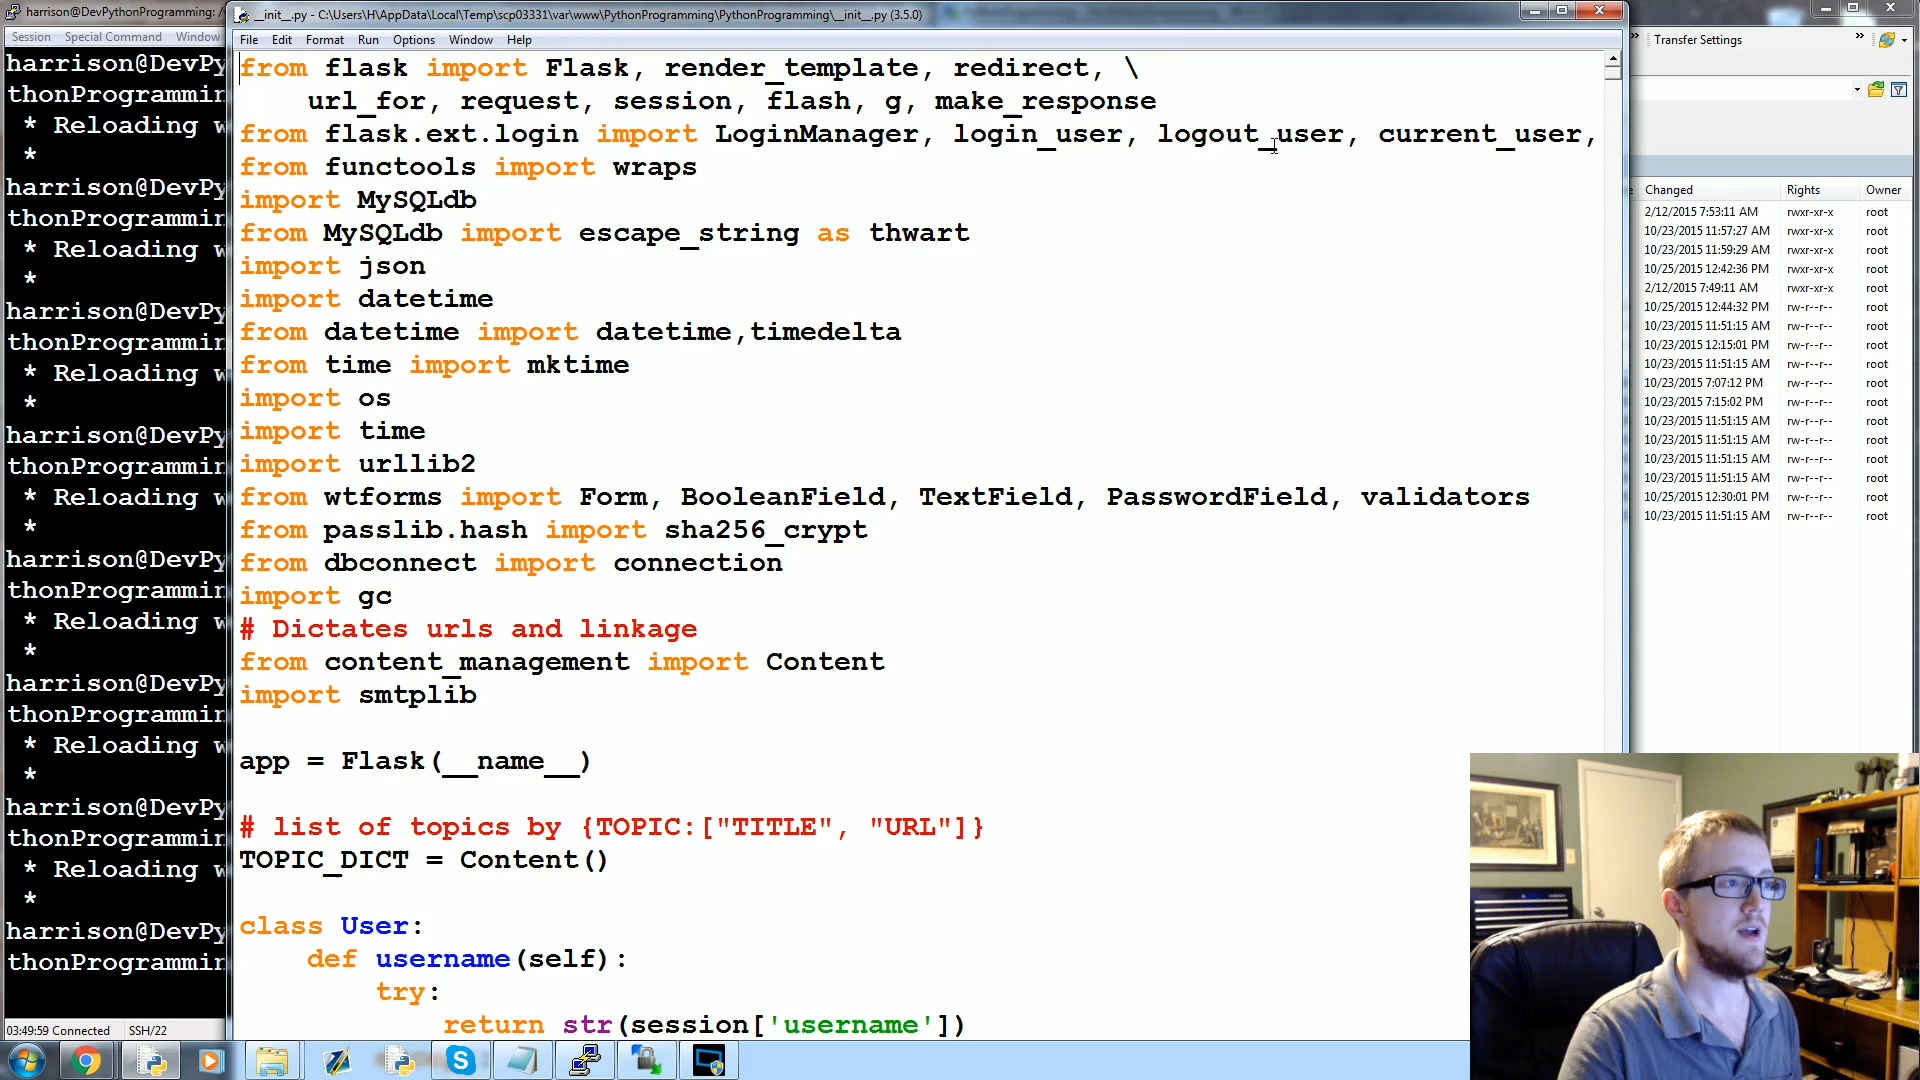 harrison@DevPythonProgramming: /
Session Special Command Window
harrison@DevPy
thonProgrammin
* Reloading w
*
harrison@DevPy
thonProgrammin
* Reloading w
*
harrison@DevPy
thonProgrammin
* Reloading w
*
harrison@DevPy
thonProgrammin
* Reloading w
*
harrison@DevPy
thonProgrammin
* Reloading w
*
harrison@DevPy
thonProgrammin
* Reloading w
*
harrison@DevPy
thonProgrammin
* Reloading w
*
harrison@DevPy
thonProgrammin
03:49:59 Connected SSH/22
__init__.py - C:\Users\H\AppData\Local\Temp\scp03331\var\www\PythonProgramming\PythonProgramming\__init__.py (3.5.0)
File Edit Format Run Options Window Help
from flask import Flask, render_template, redirect, \
url_for, request, session, flash, g, make_response
from flask.ext.login import LoginManager, login_user, logout_user, current_user,
from functools import wraps
import MySQLdb
from MySQLdb import escape_string as thwart
import json
import datetime
from datetime import datetime,timedelta
from time import mktime
import os
import time
import urllib2
from wtforms import Form, BooleanField, TextField, PasswordField, validators
from passlib.hash import sha256_crypt
from dbconnect import connection
import gc
# Dictates urls and linkage
from content_management import Content
import smtplib
app = Flask(__name__)
# list of topics by {TOPIC:["TITLE", "URL"]}
TOPIC_DICT = Content()
class User:
def username(self):
try:
return str(session['username'])
Transfer Settings
Changed Rights Owner
2/12/2015 7:53:11 AM rwxr-xr-x root
10/23/2015 11:57:27 AM rwxr-xr-x root
10/23/2015 11:59:29 AM rwxr-xr-x root
10/25/2015 12:42:36 PM rwxr-xr-x root
2/12/2015 7:49:11 AM rwxr-xr-x root
10/25/2015 12:44:32 PM rw-r--r-- root
10/23/2015 11:51:15 AM rw-r--r-- root
10/23/2015 12:15:01 PM rw-r--r-- root
10/23/2015 11:51:15 AM rw-r--r-- root
10/23/2015 7:07:12 PM rw-r--r-- root
10/23/2015 7:15:02 PM rw-r--r-- root
10/23/2015 11:51:15 AM rw-r--r-- root
10/23/2015 11:51:15 AM rw-r--r-- root
10/23/2015 11:51:15 AM rw-r--r-- root
10/23/2015 11:51:15 AM rw-r--r-- root
10/25/2015 12:30:01 PM rw-r--r-- root
10/23/2015 11:51:15 AM rw-r--r-- root